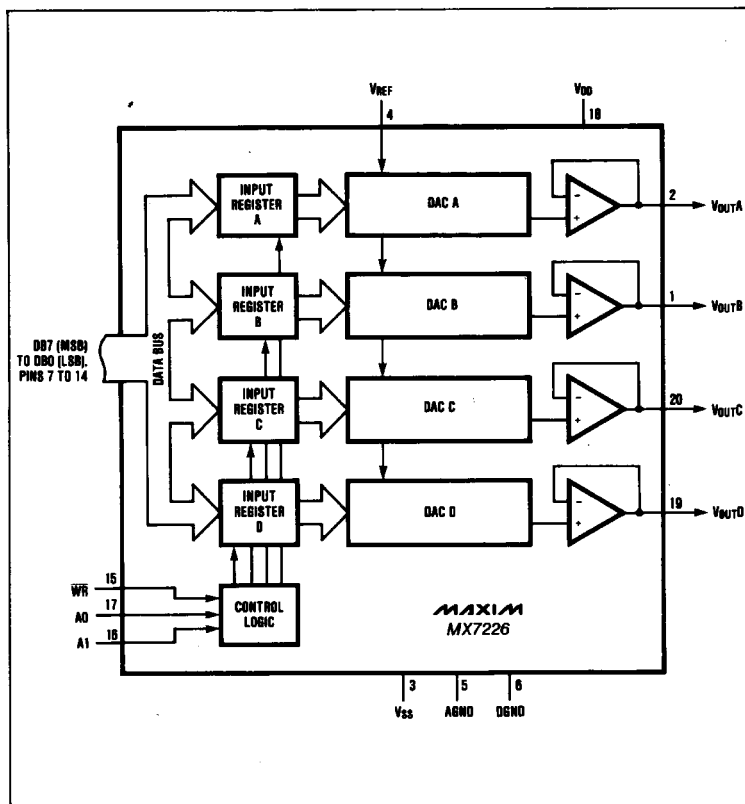 VREF
4
VDD
18
INPUT
REGISTER
A
DAC A
−
+
2
VOUTA
INPUT
REGISTER
B
DAC B
−
+
1
VOUTB
DB7 (MSB)
TO DB0 (LSB),
PINS 7 TO 14
DATA BUS
INPUT
REGISTER
C
DAC C
−
+
20
VOUTC
INPUT
REGISTER
D
DAC D
−
+
19
VOUTD
WR
15
A0
17
A1
16
CONTROL
LOGIC
MAXIM
MX7226
3
VSS
5
AGND
6
DGND